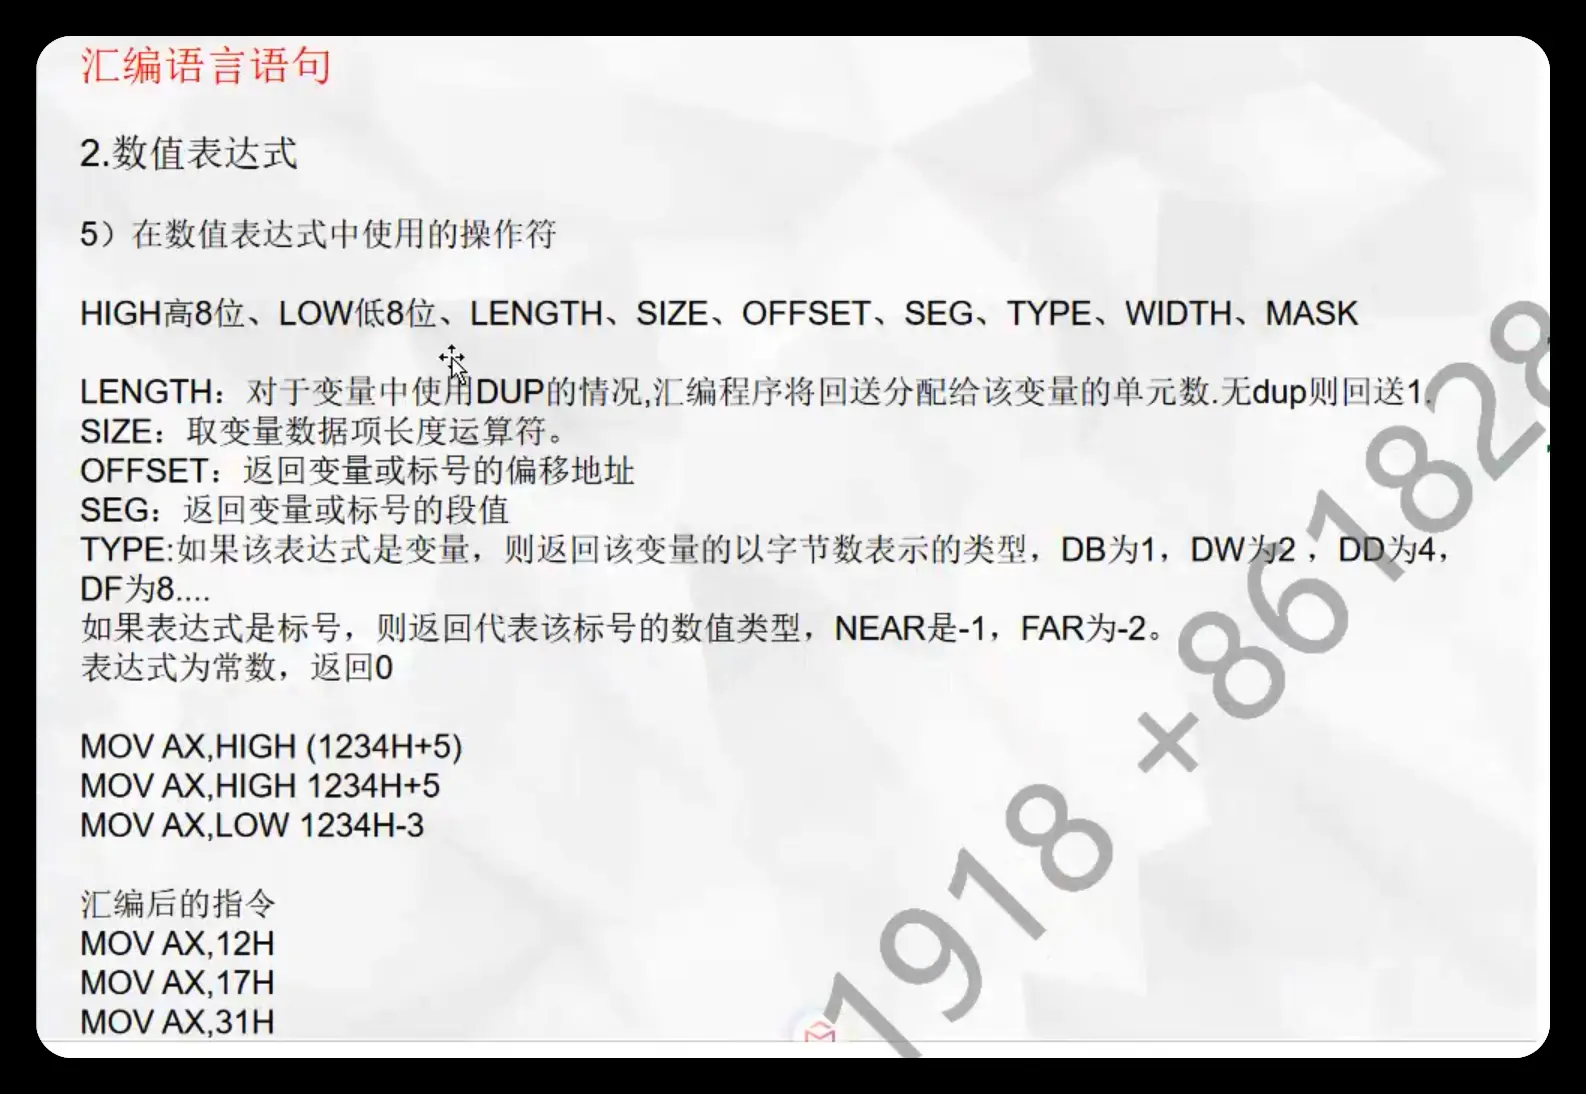 汇编语言语句
2.数值表达式
5）在数值表达式中使用的操作符
HIGH高8位、LOW低8位、LENGTH、SIZE、OFFSET、SEG、TYPE、WIDTH、MASK
LENGTH：对于变量中使用DUP的情况,汇编程序将回送分配给该变量的单元数.无dup则回送1.
SIZE：取变量数据项长度运算符。
OFFSET：返回变量或标号的偏移地址
SEG：返回变量或标号的段值
TYPE:如果该表达式是变量，则返回该变量的以字节数表示的类型，DB为1，DW为2 ，DD为4，
DF为8....
如果表达式是标号，则返回代表该标号的数值类型，NEAR是-1，FAR为-2。
表达式为常数，返回0
MOV AX,HIGH (1234H+5)
MOV AX,HIGH 1234H+5
MOV AX,LOW 1234H-3
汇编后的指令
MOV AX,12H
MOV AX,17H
MOV AX,31H
1918 +861828